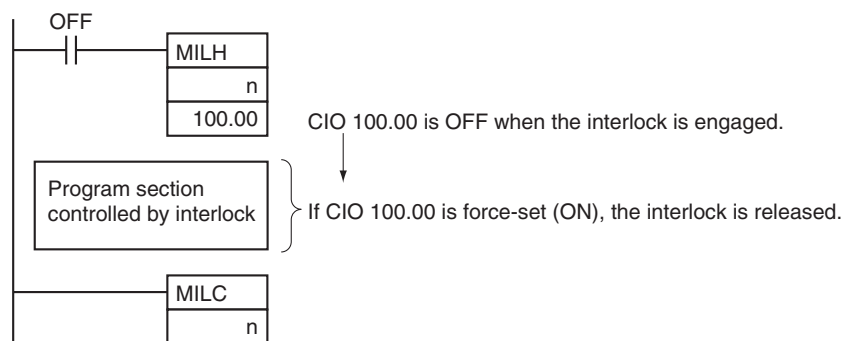 OFF
MILH
n
100.00
CIO 100.00 is OFF when the interlock is engaged.
Program section
controlled by interlock
If CIO 100.00 is force-set (ON), the interlock is released.
MILC
n